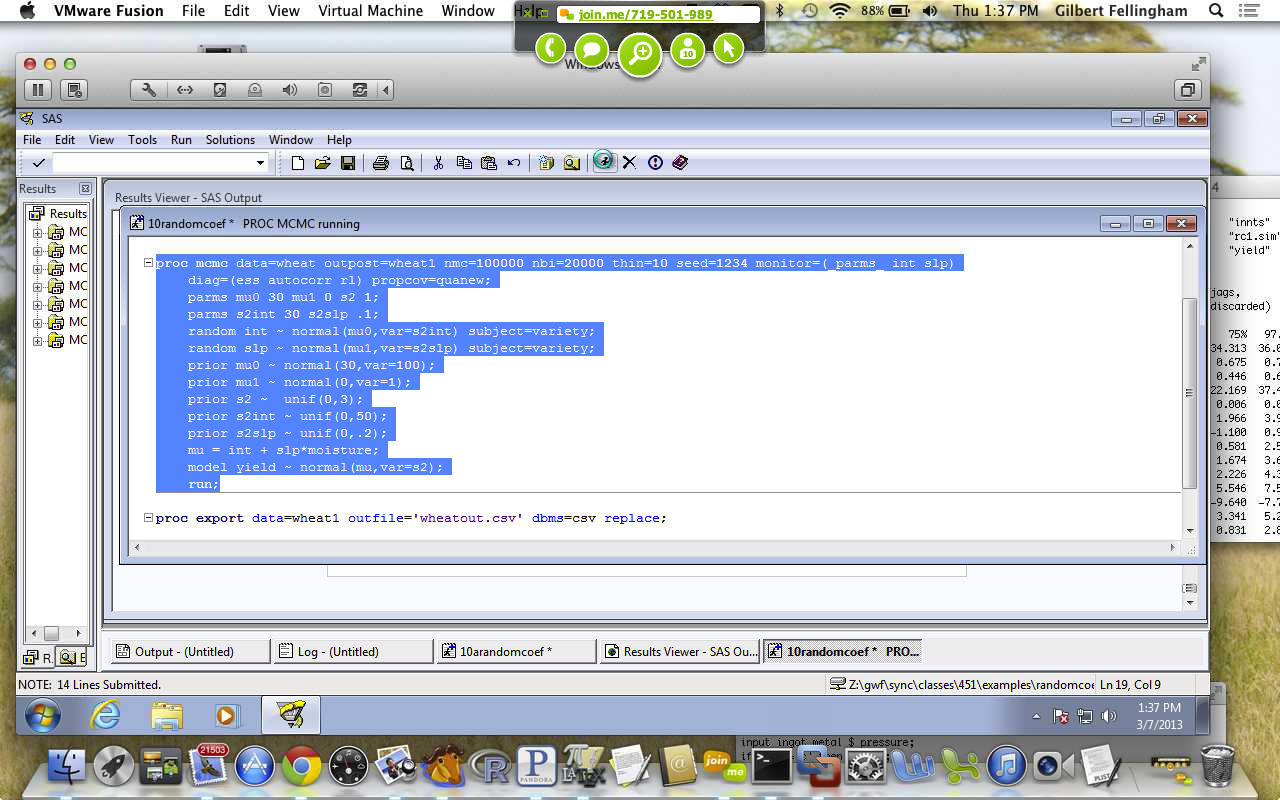 VMware Fusion File Edit View Virtual Machine Window Help 88% Thu 1:37 PM Gilbert Fellingham
join.me/719-501-989
10
Windows
SAS
File Edit View Tools Run Solutions Window Help
Results
Results
MC
MC
MC
MC
MC
MC
MC
Results Viewer - SAS Output
10randomcoef * PROC MCMC running
proc mcmc data=wheat outpost=wheat1 nmc=100000 nbi=20000 thin=10 seed=1234 monitor=(_parms_ int slp)
diag=(ess autocorr rl) propcov=quanew;
parms mu0 30 mu1 0 s2 1;
parms s2int 30 s2slp .1;
random int ~ normal(mu0,var=s2int) subject=variety;
random slp ~ normal(mu1,var=s2slp) subject=variety;
prior mu0 ~ normal(30,var=100);
prior mu1 ~ normal(0,var=1);
prior s2 ~ unif(0,3);
prior s2int ~ unif(0,50);
prior s2slp ~ unif(0,.2);
mu = int + slp*moisture;
model yield ~ normal(mu,var=s2);
run;
proc export data=wheat1 outfile='wheatout.csv' dbms=csv replace;
4
"innts"
"rc1.sim"
"yield"
jags,
discarded)
75% 97.
34.313 36.0
0.675 0.7
0.446 0.6
22.169 37.4
0.006 0.0
1.966 3.9
-1.100 0.9
0.581 2.5
1.674 3.6
2.226 4.3
5.546 7.5
-9.640 -7.7
3.341 5.2
0.831 2.8
R.
E
Output - (Untitled) Log - (Untitled) 10arandomcoef * Results Viewer - SAS Ou... 10randomcoef * PRO...
NOTE: 14 Lines Submitted. Z:\gwf\sync\classes\451\examples\randomcoe Ln 19, Col 9
1:37 PM
3/7/2013
input ingot metal $ pressure;
21503
R
P
PANDORA
LATEX
join
me
PLIST